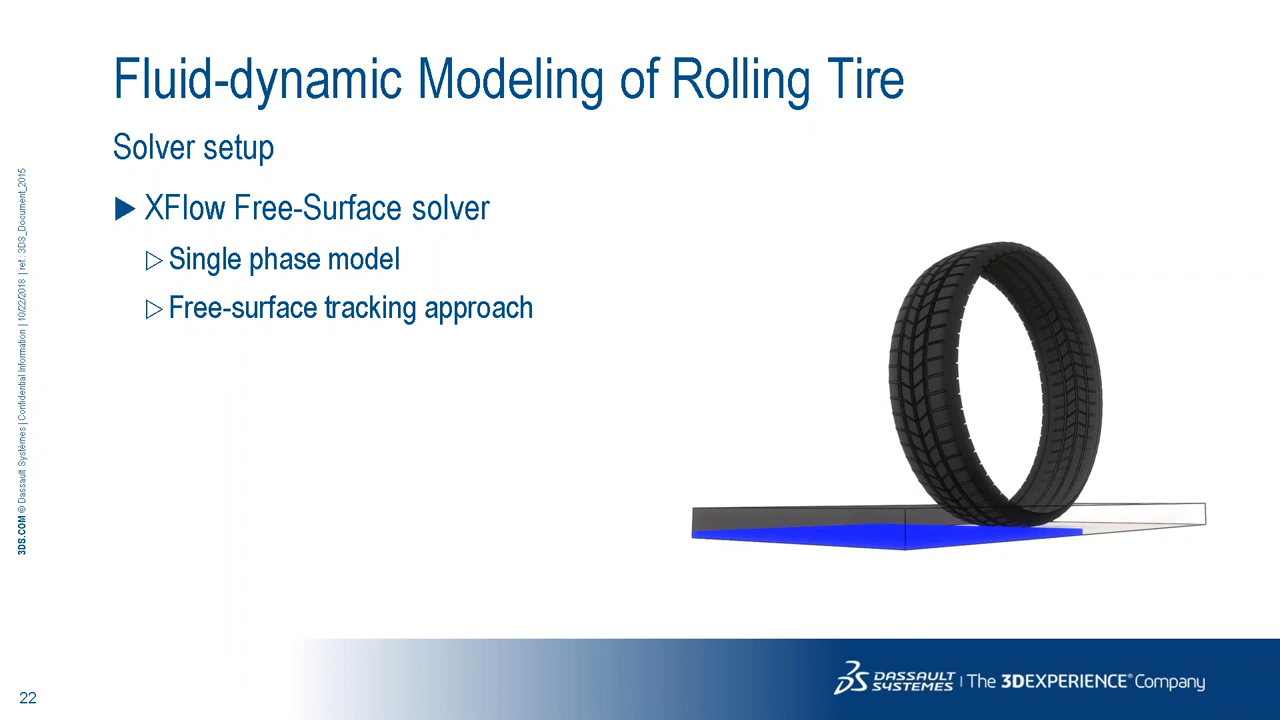 Fluid-dynamic Modeling of Rolling Tire
Solver setup
XFlow Free-Surface solver
Single phase model
Free-surface tracking approach
3DS.COM © Dassault Systèmes | Confidential Information | 10/22/2018 | ref.: 3DS_Document_2015
22
DASSAULT SYSTEMES | The 3DEXPERIENCE® Company